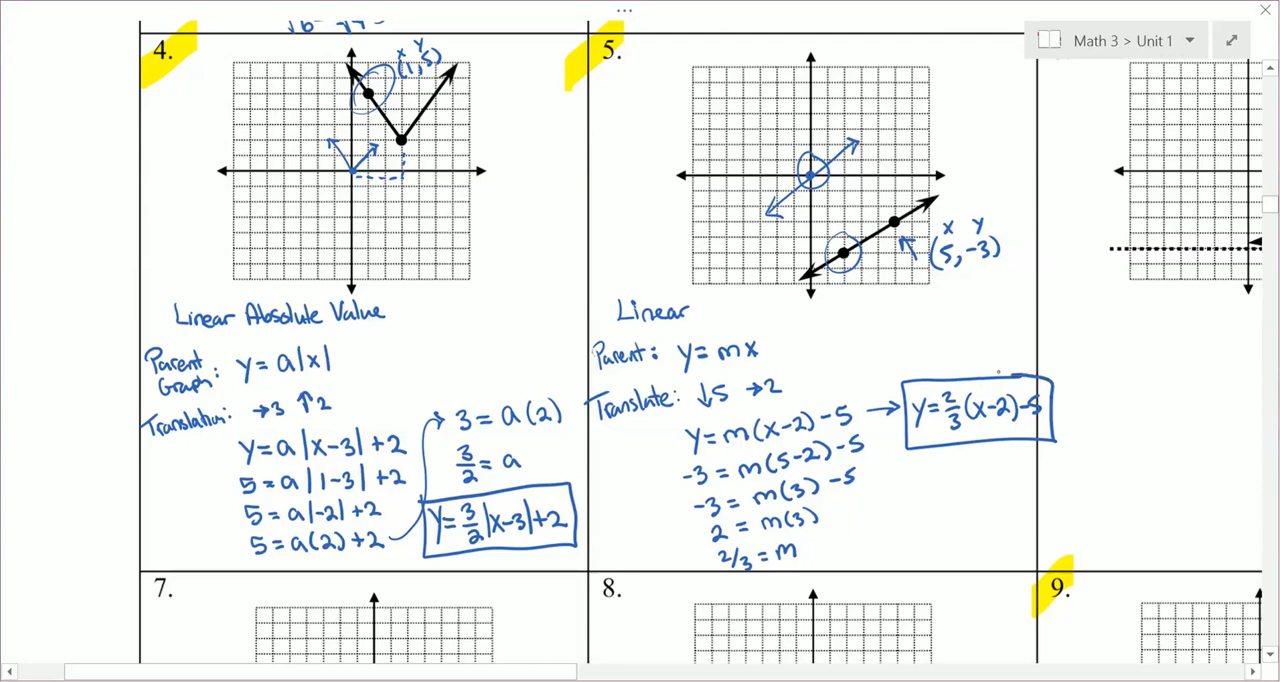 Math 3 > Unit 1
4.
x y
(1, 5)
Linear Absolute Value
Parent
Graph: y = a|x|
Translation: →3 ↑2
y = a|x-3|+2
5 = a|1-3|+2
5 = a|-2|+2
5 = a(2)+2
3 = a(2)
3/2 = a
y = 3/2|x-3|+2
5.
x y
(5, -3)
Linear
Parent: y = mx
Translate: ↓5 →2
y = m(x-2)-5
-3 = m(5-2)-5
-3 = m(3)-5
2 = m(3)
2/3 = m
→ y = 2/3(x-2)-5
7.
8.
9.